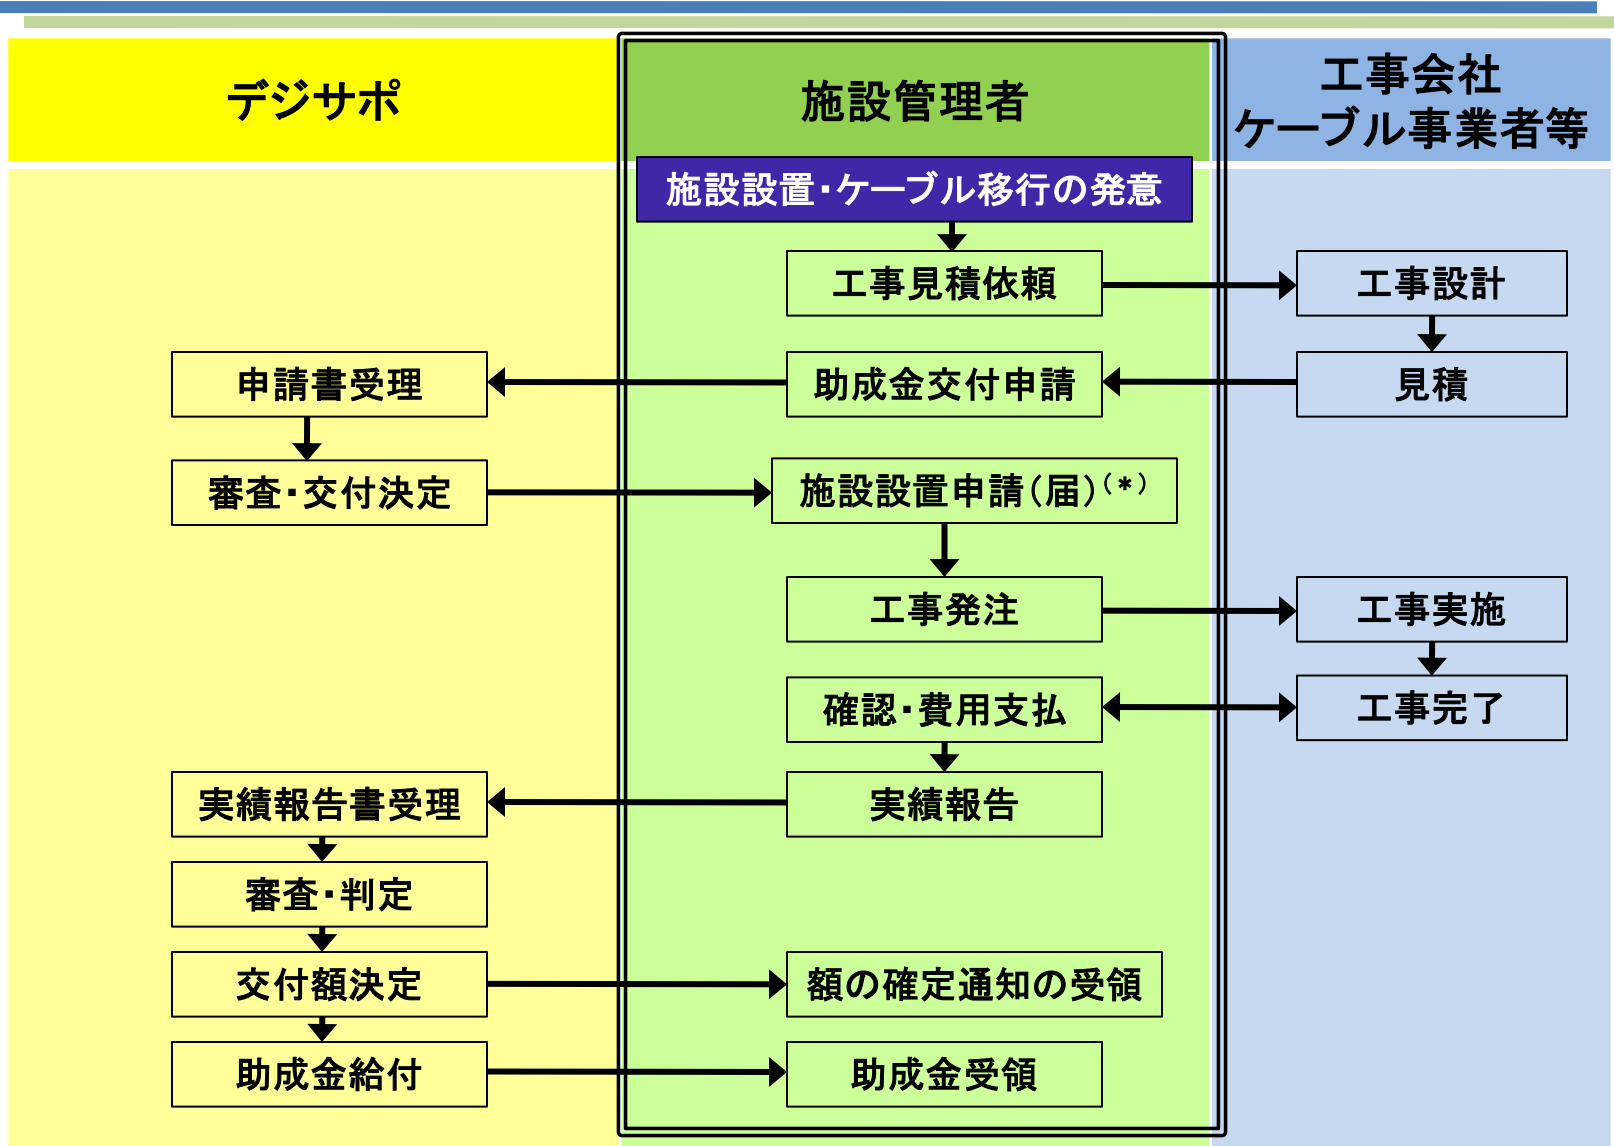 デジサポ
施設管理者
工事会社
ケーブル事業者等
施設設置・ケーブル移行の発意
工事見積依頼
工事設計
申請書受理
助成金交付申請
見積
審査・交付決定
施設設置申請(届)(*)
工事発注
工事実施
確認・費用支払
工事完了
実績報告書受理
実績報告
審査・判定
交付額決定
額の確定通知の受領
助成金給付
助成金受領